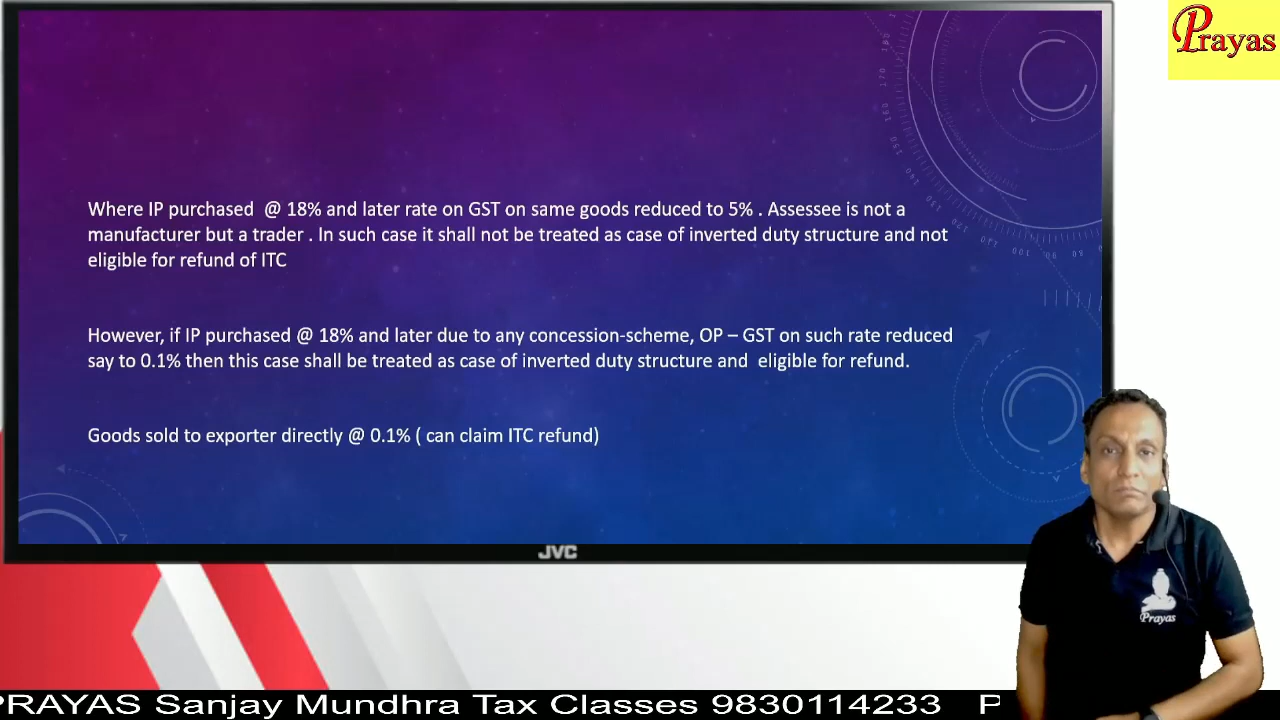 Prayas
Where IP purchased @ 18% and later rate on GST on same goods reduced to 5% . Assessee is not a
manufacturer but a trader . In such case it shall not be treated as case of inverted duty structure and not
eligible for refund of ITC
However, if IP purchased @ 18% and later due to any concession-scheme, OP – GST on such rate reduced
say to 0.1% then this case shall be treated as case of inverted duty structure and eligible for refund.
Goods sold to exporter directly @ 0.1% ( can claim ITC refund)
JVC
Prayas
PRAYAS Sanjay Mundhra Tax Classes 9830114233 P